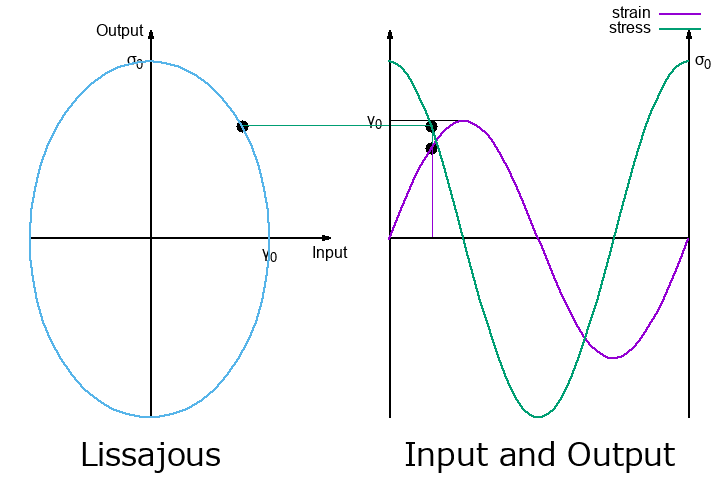 Output
σ0
γ0
Input
Lissajous
strain
stress
σ0
γ0
Input and Output